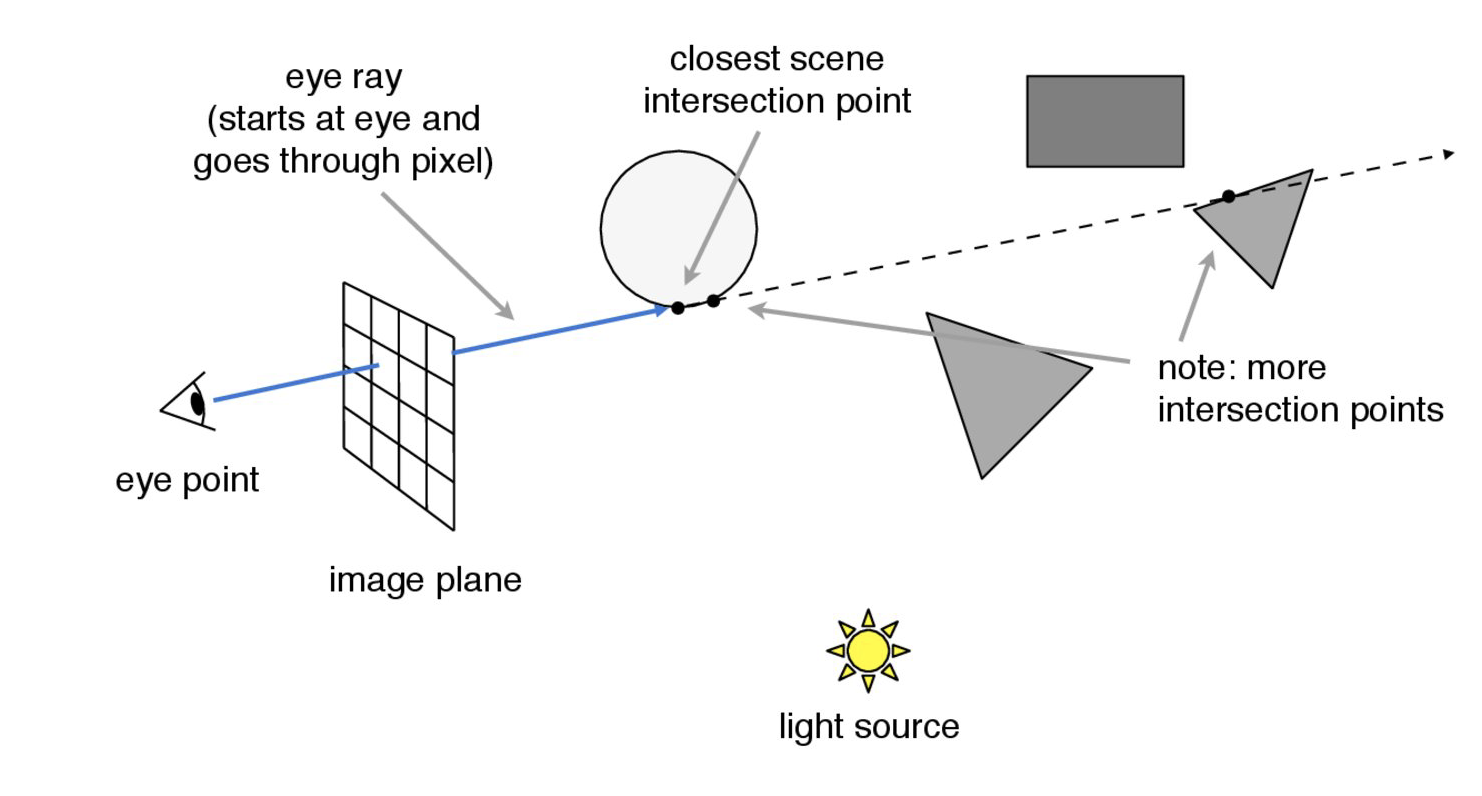 eye ray
(starts at eye and
goes through pixel)
closest scene
intersection point
note: more
intersection points
eye point
image plane
light source